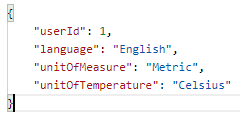 {
"userId": 1,
"language": "English",
"unitOfMeasure": "Metric",
"unitOfTemperature": "Celsius"
}